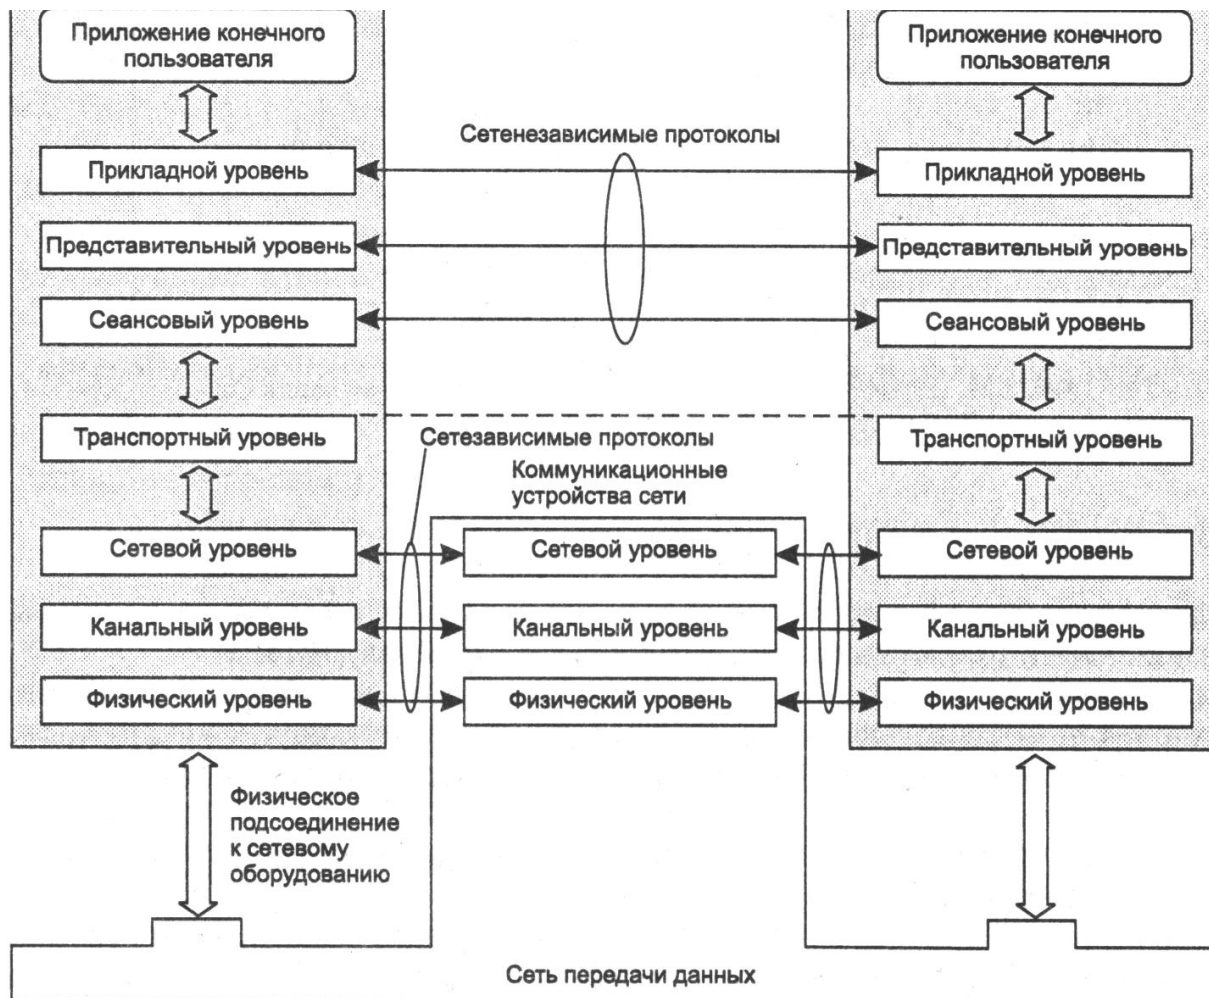 Приложение конечного
пользователя
Приложение конечного
пользователя
Сетенезависимые протоколы
Прикладной уровень
Прикладной уровень
Представительный уровень
Представительный уровень
Сеансовый уровень
Сеансовый уровень
Транспортный уровень
Сетезависимые протоколы
Транспортный уровень
Коммуникационные
устройства сети
Сетевой уровень
Сетевой уровень
Сетевой уровень
Канальный уровень
Канальный уровень
Канальный уровень
Физический уровень
Физический уровень
Физический уровень
Физическое
подсоединение
к сетевому
оборудованию
Сеть передачи данных